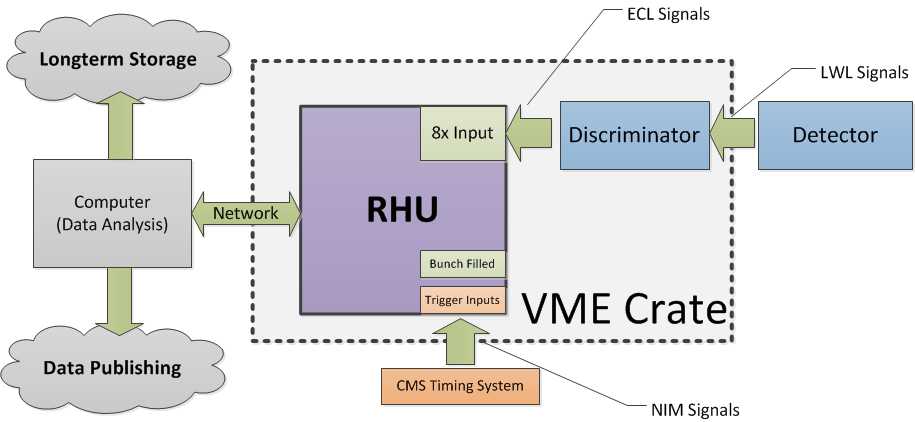 ECL Signals
Longterm Storage
LWL Signals
8x Input
Discriminator
Detector
Computer
(Data Analysis)
Network
RHU
Bunch Filled
Trigger Inputs
VME Crate
Data Publishing
CMS Timing System
NIM Signals